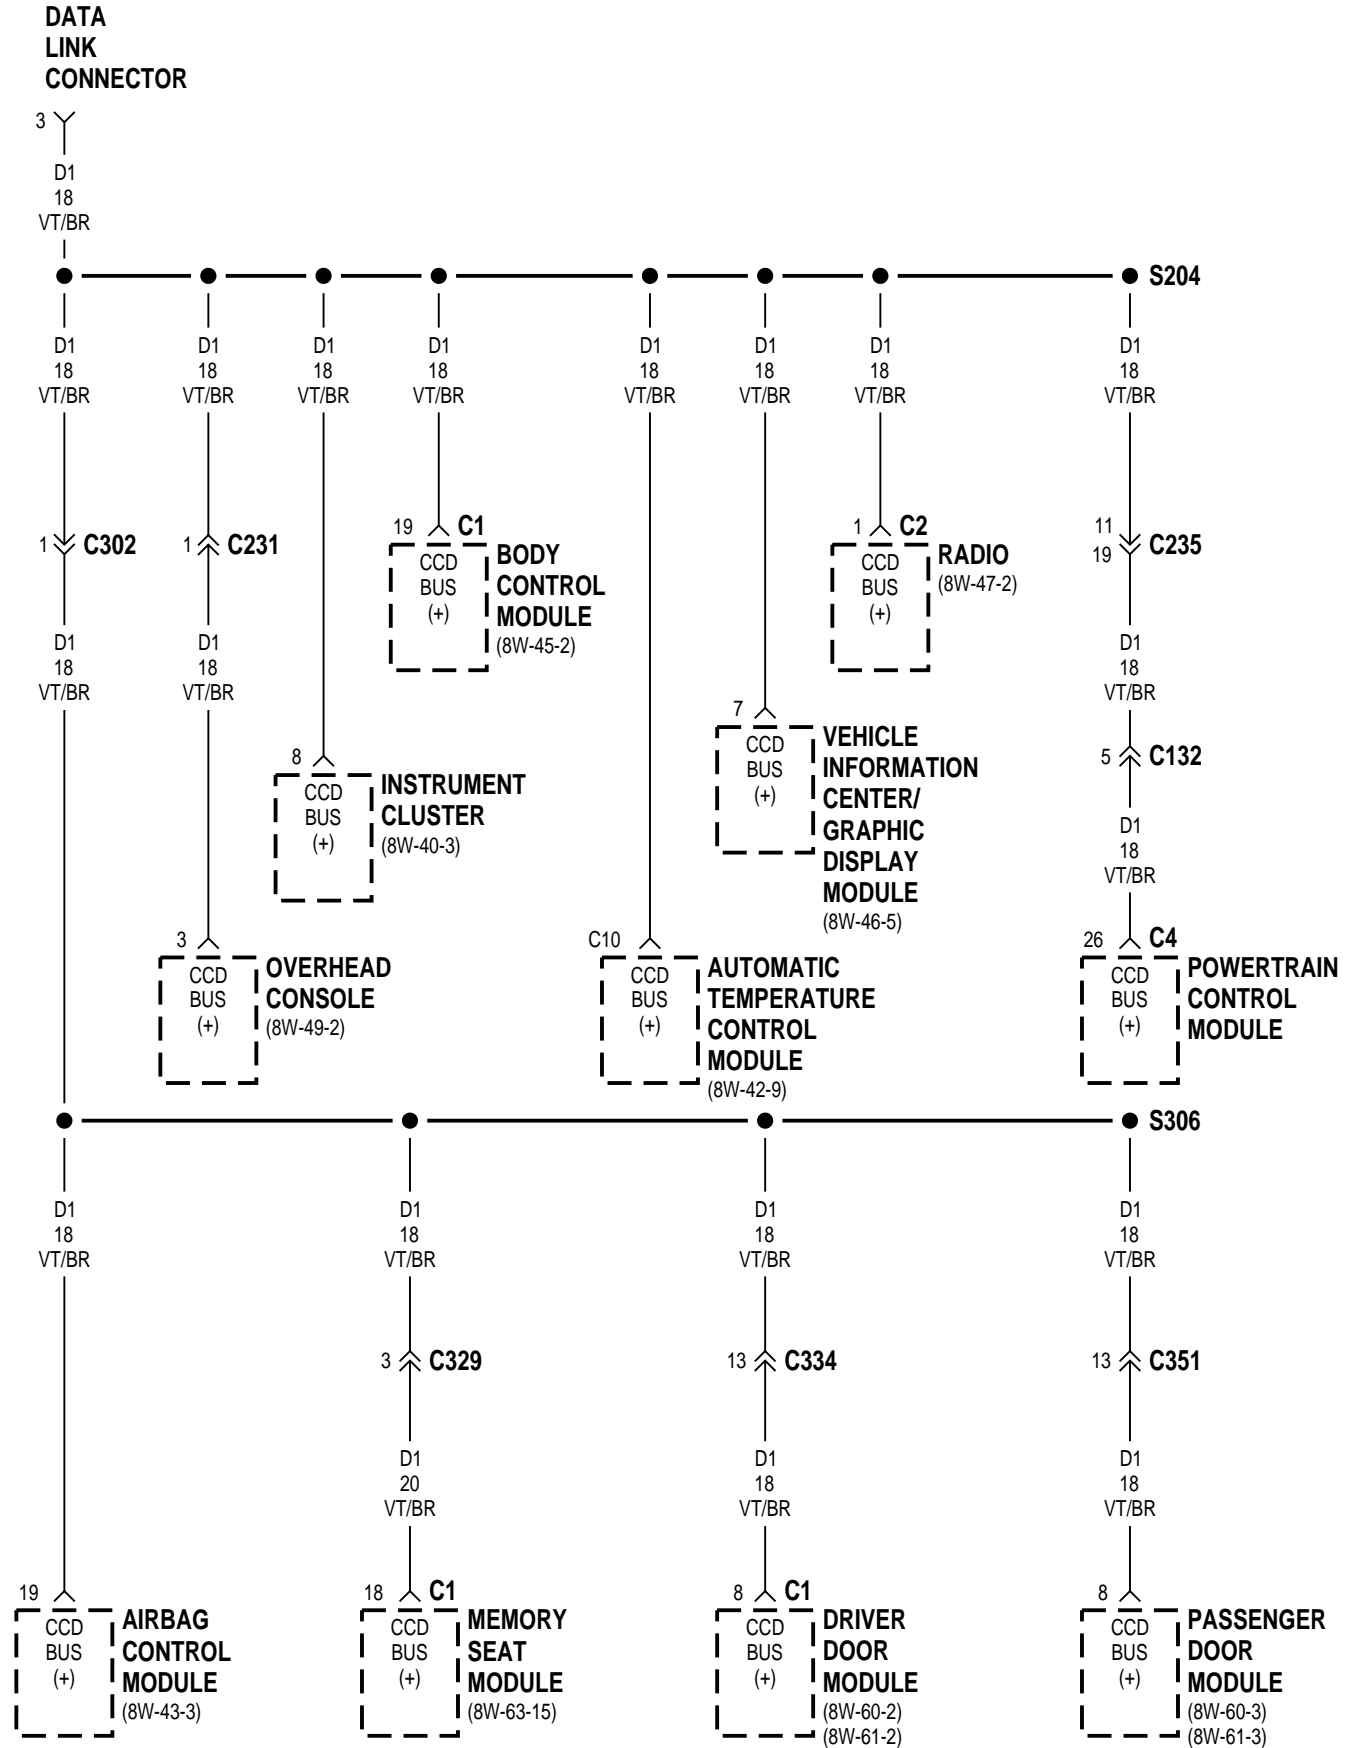 DATA
LINK
CONNECTOR
3
D1
18
VT/BR
S204
D1 D1 D1 D1 D1 D1 D1 D1
18 18 18 18 18 18 18 18
VT/BR VT/BR VT/BR VT/BR VT/BR VT/BR VT/BR VT/BR
1 C302
1 C231
19 C1
CCD
BUS
(+)
BODY
CONTROL
MODULE
(8W-45-2)
1 C2
CCD
BUS
(+)
RADIO
(8W-47-2)
11
19
C235
D1 D1 D1
18 18 18
VT/BR VT/BR VT/BR
8
CCD
BUS
(+)
INSTRUMENT
CLUSTER
(8W-40-3)
7
CCD
BUS
(+)
VEHICLE
INFORMATION
CENTER/
GRAPHIC
DISPLAY
MODULE
(8W-46-5)
5 C132
D1
18
VT/BR
3
CCD
BUS
(+)
OVERHEAD
CONSOLE
(8W-49-2)
C10
CCD
BUS
(+)
AUTOMATIC
TEMPERATURE
CONTROL
MODULE
(8W-42-9)
26 C4
CCD
BUS
(+)
POWERTRAIN
CONTROL
MODULE
S306
D1 D1 D1 D1
18 18 18 18
VT/BR VT/BR VT/BR VT/BR
3 C329
13 C334
13 C351
D1 D1 D1
20 18 18
VT/BR VT/BR VT/BR
19
CCD
BUS
(+)
AIRBAG
CONTROL
MODULE
(8W-43-3)
18 C1
CCD
BUS
(+)
MEMORY
SEAT
MODULE
(8W-63-15)
8 C1
CCD
BUS
(+)
DRIVER
DOOR
MODULE
(8W-60-2)
(8W-61-2)
8
CCD
BUS
(+)
PASSENGER
DOOR
MODULE
(8W-60-3)
(8W-61-3)